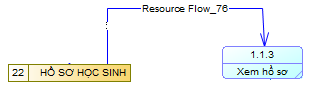 Resource Flow_76
1.1.3
Xem hồ sơ
22 HỒ SƠ HỌC SINH